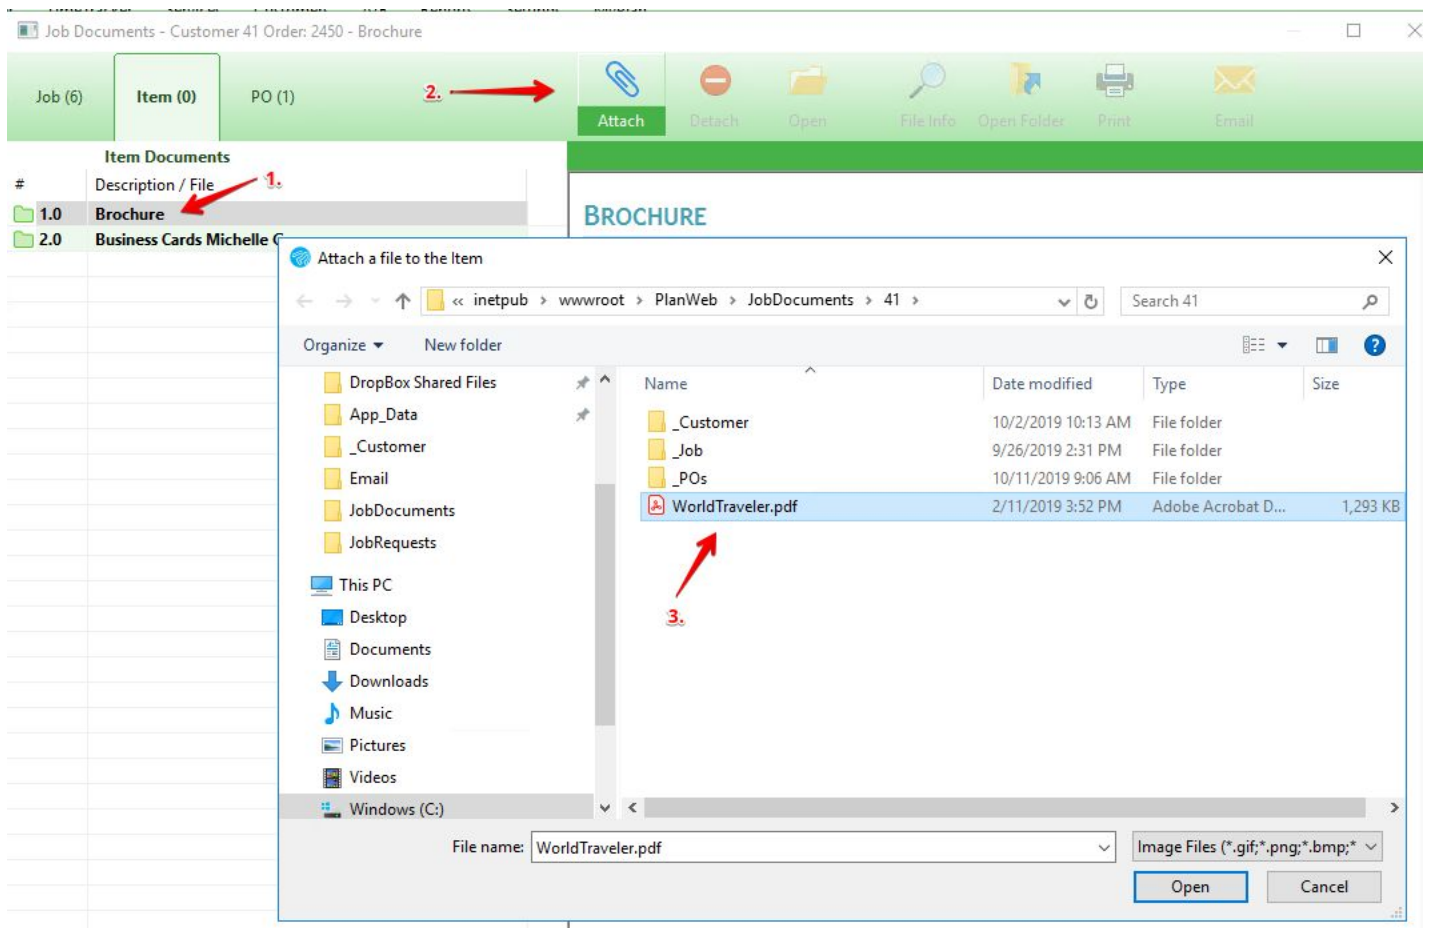 Job Documents - Customer 41 Order: 2450 - Brochure
Job (6)
Item (0)
PO (1)
2.
Attach
Detach
Open
File Info
Open Folder
Print
Email
Item Documents
# Description / File
1.
1.0 Brochure
2.0 Business Cards Michelle
BROCHURE
Attach a file to the Item
« inetpub > wwwroot > PlanWeb > JobDocuments > 41 >
Search 41
Organize
New folder
DropBox Shared Files
App_Data
_Customer
Email
JobDocuments
JobRequests
This PC
Desktop
Documents
Downloads
Music
Pictures
Videos
Windows (C:)
Name Date modified Type Size
_Customer 10/2/2019 10:13 AM File folder
_Job 9/26/2019 2:31 PM File folder
_POs 10/11/2019 9:06 AM File folder
WorldTraveler.pdf 2/11/2019 3:52 PM Adobe Acrobat D... 1,293 KB
3.
File name: WorldTraveler.pdf
Image Files (*.gif;*.png;*.bmp;*
Open
Cancel